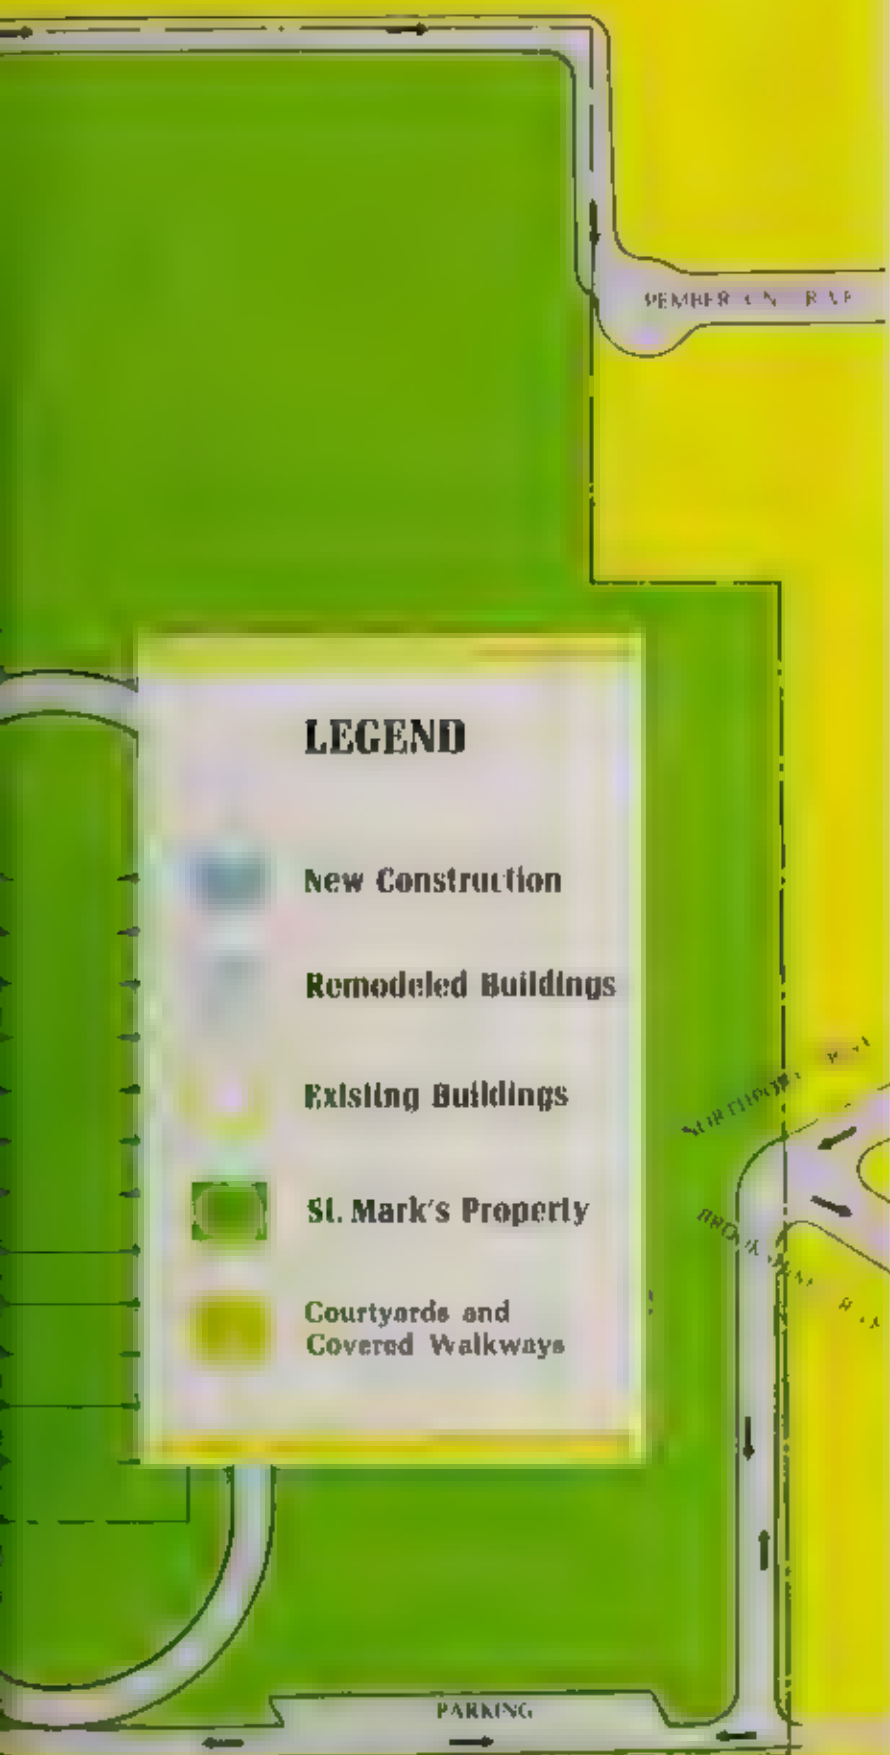 LEGEND
New Construction
Remodeled Buildings
Existing Buildings
St. Mark's Property
Courtyards and
Covered Walkways
PARKING